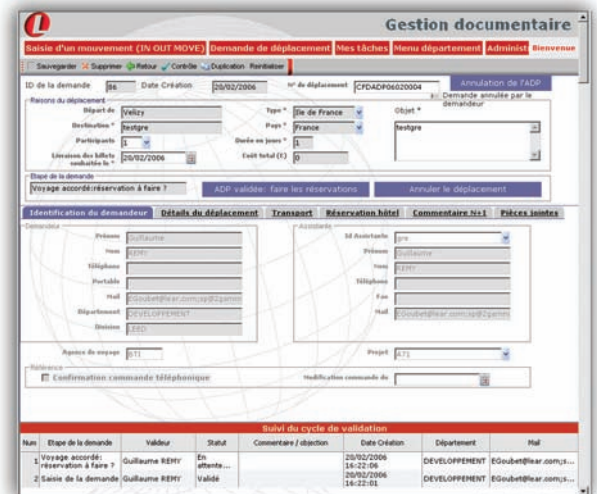 Gestion documentaire
Saisie d'un mouvement (IN OUT MOVE) Demande de déplacement Mes tâches Menu département Administ Bienvenue
Sauvegarder Supprimer Retour Contrôle Duplication Reinitialiser
ID de la demande 86 Date Création 20/02/2006 N° de déplacement CFDADP06020004 Annulation de l'ADP
Demande annulée par le demandeur
Raisons du déplacement
Départ de Velizy Type * Ile de France Objet *
Destination * testgre Pays * France testgre
Participants 1 Durée en jours * 1
Livraison des billets souhaitée le * 20/02/2006 Coût total (£) 0
Etape de la demande
Voyage accordé:réservation à faire ? ADP validée: faire les réservations Annuler le déplacement
Identification du demandeur Détails du déplacement Transport Réservation hôtel Commentaire N+1 Pièces jointes
Demandeur Assistante
Prénom Guillaume Id Assistante gre
Nom REMY Prénom Guillaume
Téléphone Nom REMY
Portable Téléphone
Mail EGoubet@lear.com;sp@2gamm Fax
Département DEVELOPPEMENT Mail EGoubet@lear.com;sp@2gamm
Division LEED
Agence de voyage BTI Projet A71
Référence
Confirmation commande téléphonique Modification commande du
Suivi du cycle de validation
Num Etape de la demande Valideur Statut Commentaire / objection Date Création Département Mail
1 Voyage accordé: réservation à faire ? Guillaume REMY En attente... 20/02/2006 16:22:06 DEVELOPPEMENT EGoubet@lear.com;s...
2 Saisie de la demande Guillaume REMY Validé 20/02/2006 16:22:01 DEVELOPPEMENT EGoubet@lear.com;s...